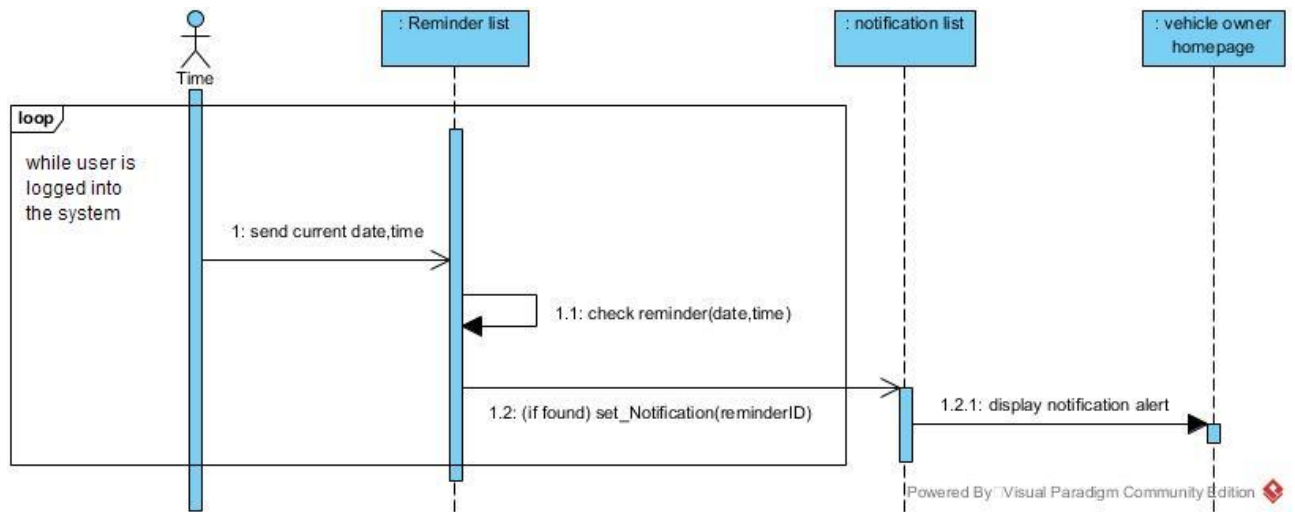 : Reminder list
: notification list
: vehicle owner
homepage
Time
loop
while user is
logged into
the system
1: send current date,time
1.1: check reminder(date,time)
1.2: (if found) set_Notification(reminderID)
1.2.1: display notification alert
Powered By Visual Paradigm Community Edition